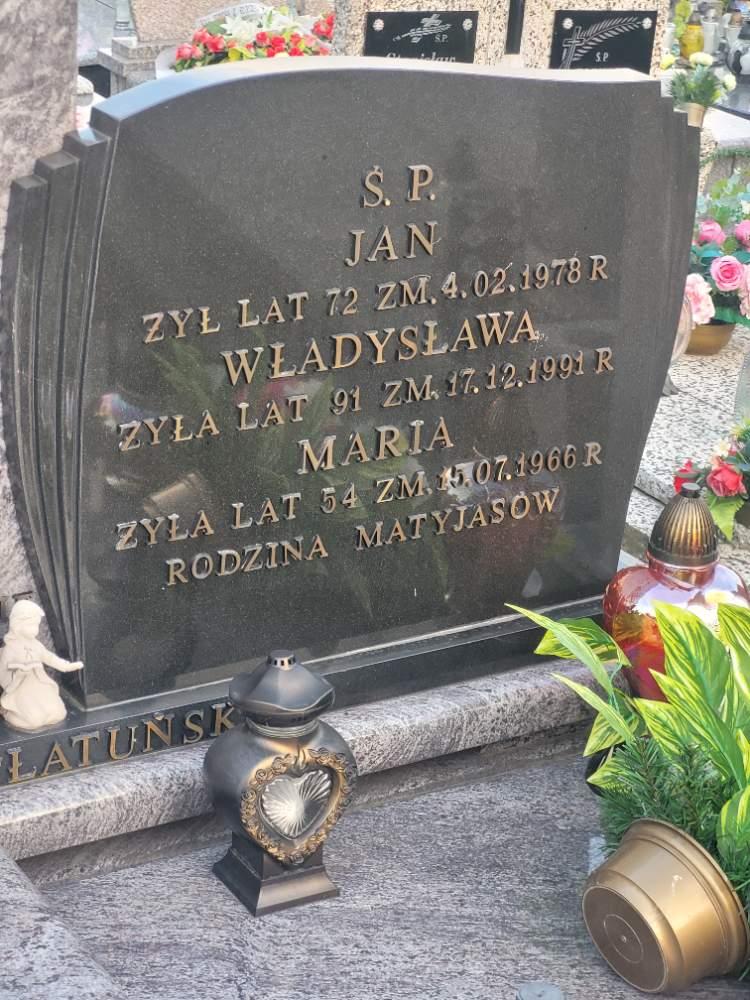 Ś.P.
Ś.P
Ś. P.
JAN
ŻYŁ LAT 72 ZM. 4.02.1978 R
WŁADYSŁAWA
ŻYŁA LAT 91 ZM. 17.12.1991 R
MARIA
ŻYŁA LAT 54 ZM. 15.07.1966 R
RODZINA MATYJASÓW